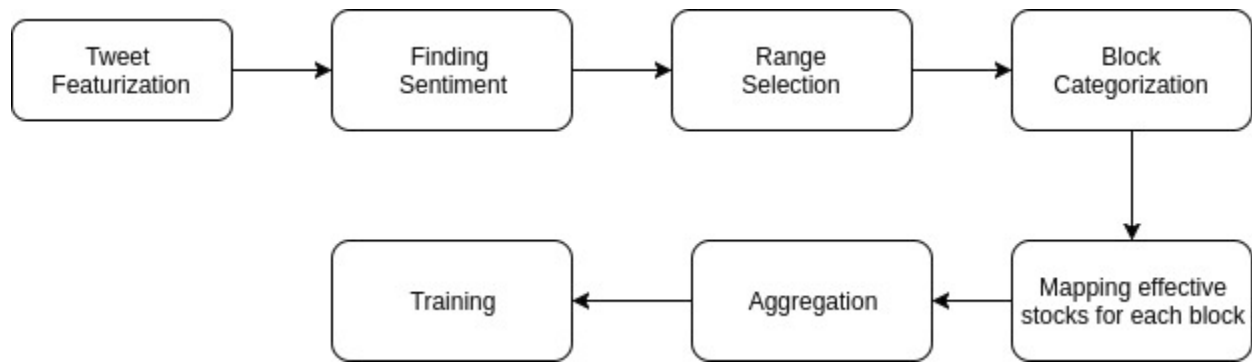 Tweet
Featurization
Finding
Sentiment
Range
Selection
Block
Categorization
Mapping effective
stocks for each block
Aggregation
Training